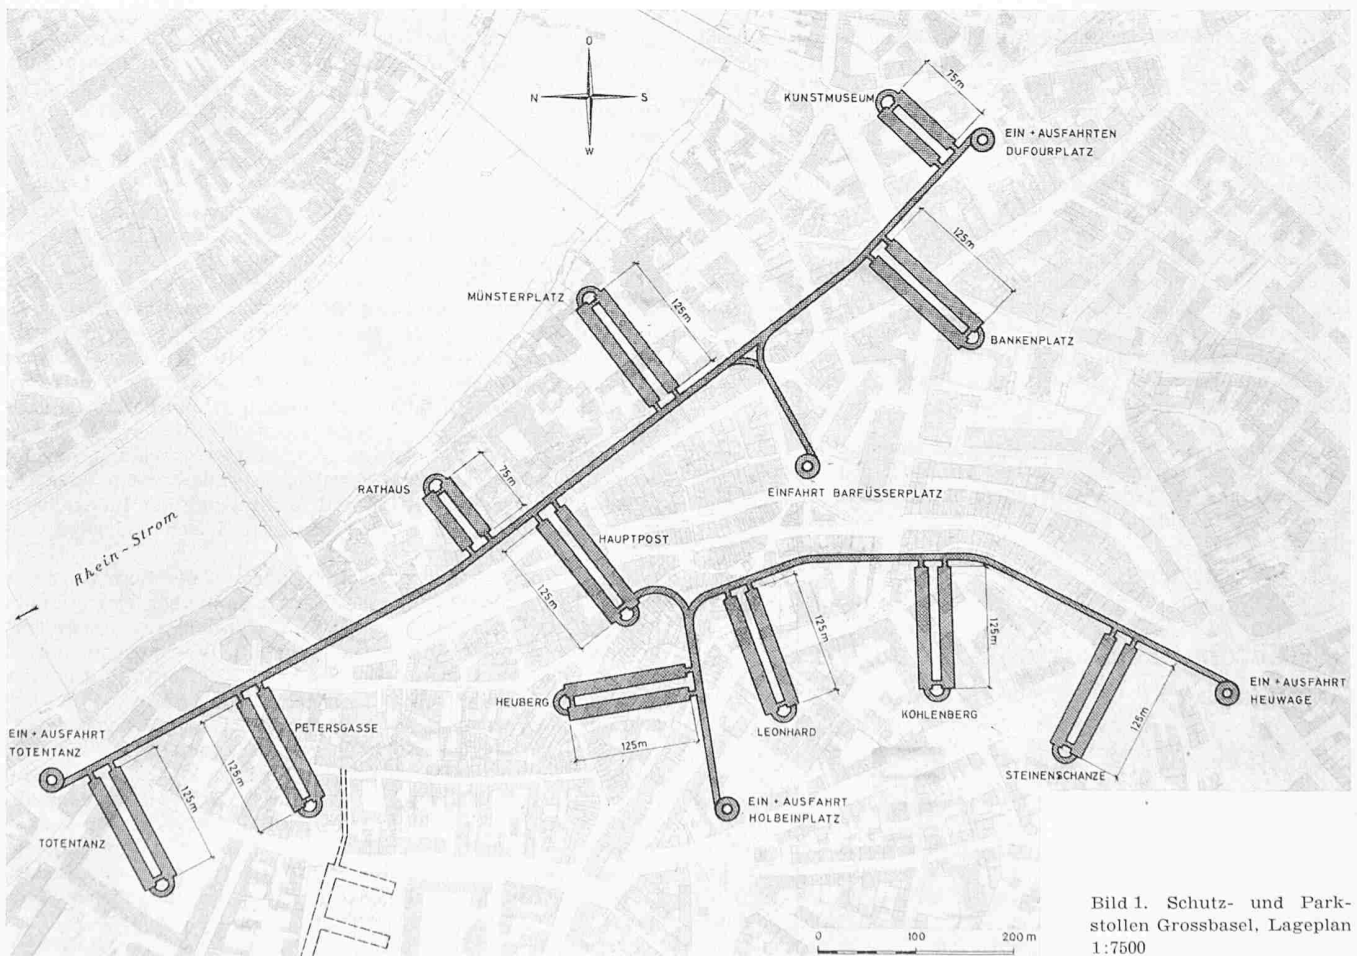 O
N
S
W
KUNSTMUSEUM
75m
EIN + AUSFAHRTEN
DUFOURPLATZ
125m
BANKENPLATZ
MÜNSTERPLATZ
125m
EINFAHRT BARFÜSSERPLATZ
RATHAUS
75m
HAUPTPOST
125m
Rhein-Strom
HEUBERG
125m
LEONHARD
125m
KOHLENBERG
125m
STEINENSCHANZE
125m
EIN + AUSFAHRT
HEUWAGE
EIN + AUSFAHRT
HOLBEINPLATZ
PETERSGASSE
125m
EIN + AUSFAHRT
TOTENTANZ
TOTENTANZ
125m
0 100 200 m
Bild 1. Schutz- und Park-
stollen Grossbasel, Lageplan
1:7500